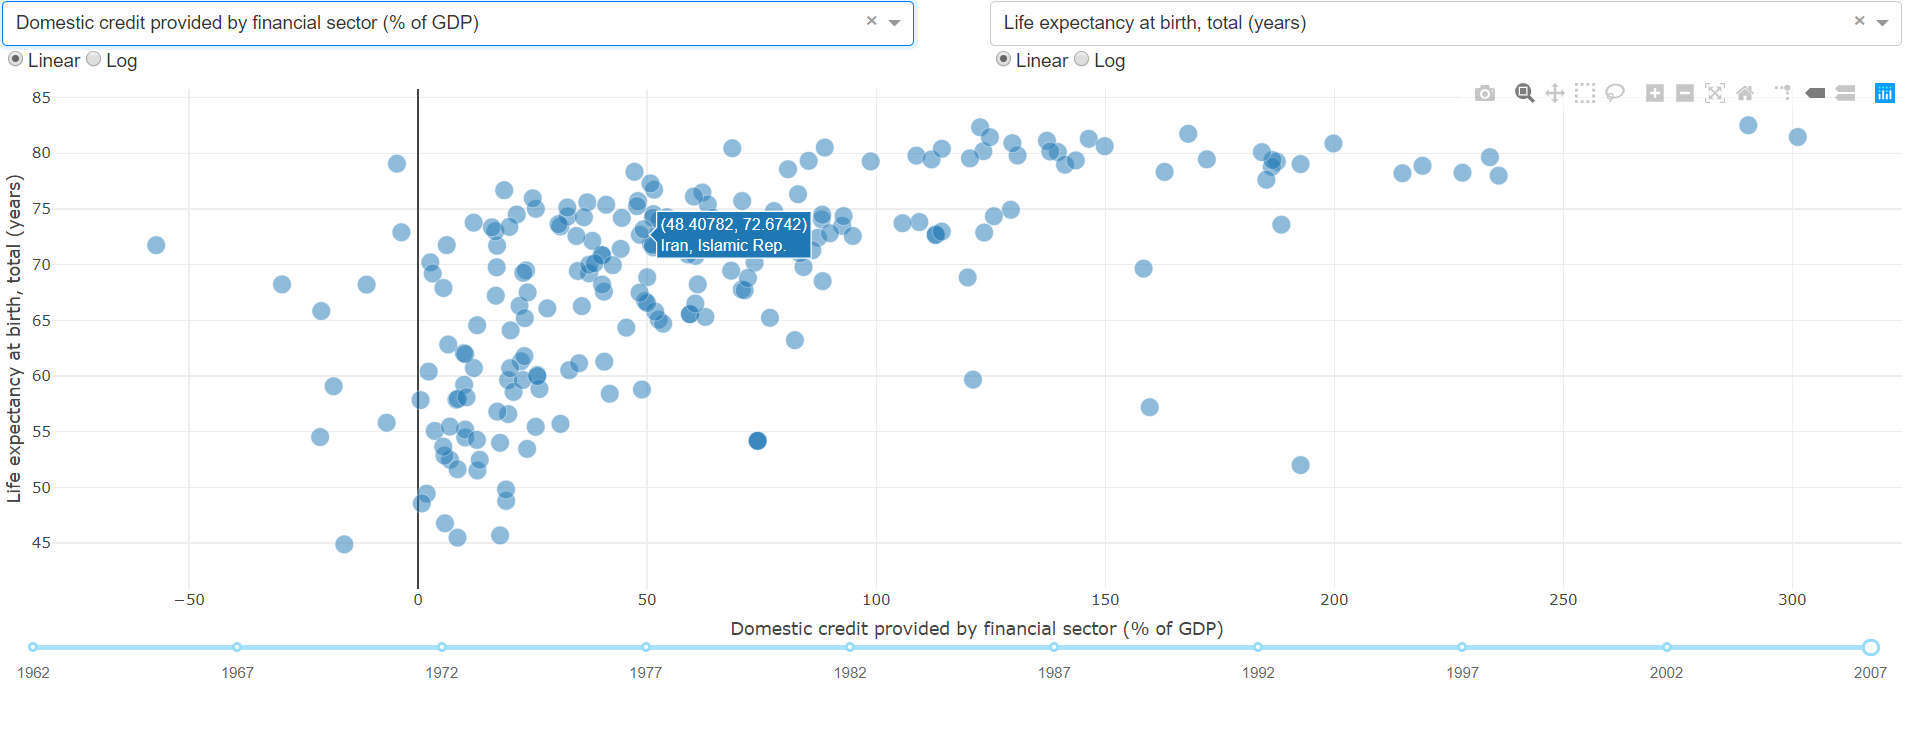 Domestic credit provided by financial sector (% of GDP)
Life expectancy at birth, total (years)
Linear Log
Linear Log
85
80
75
70
65
60
55
50
45
Life expectancy at birth, total (years)
(48.40782, 72.6742)
Iran, Islamic Rep.
−50 0 50 100 150 200 250 300
Domestic credit provided by financial sector (% of GDP)
1962 1967 1972 1977 1982 1987 1992 1997 2002 2007